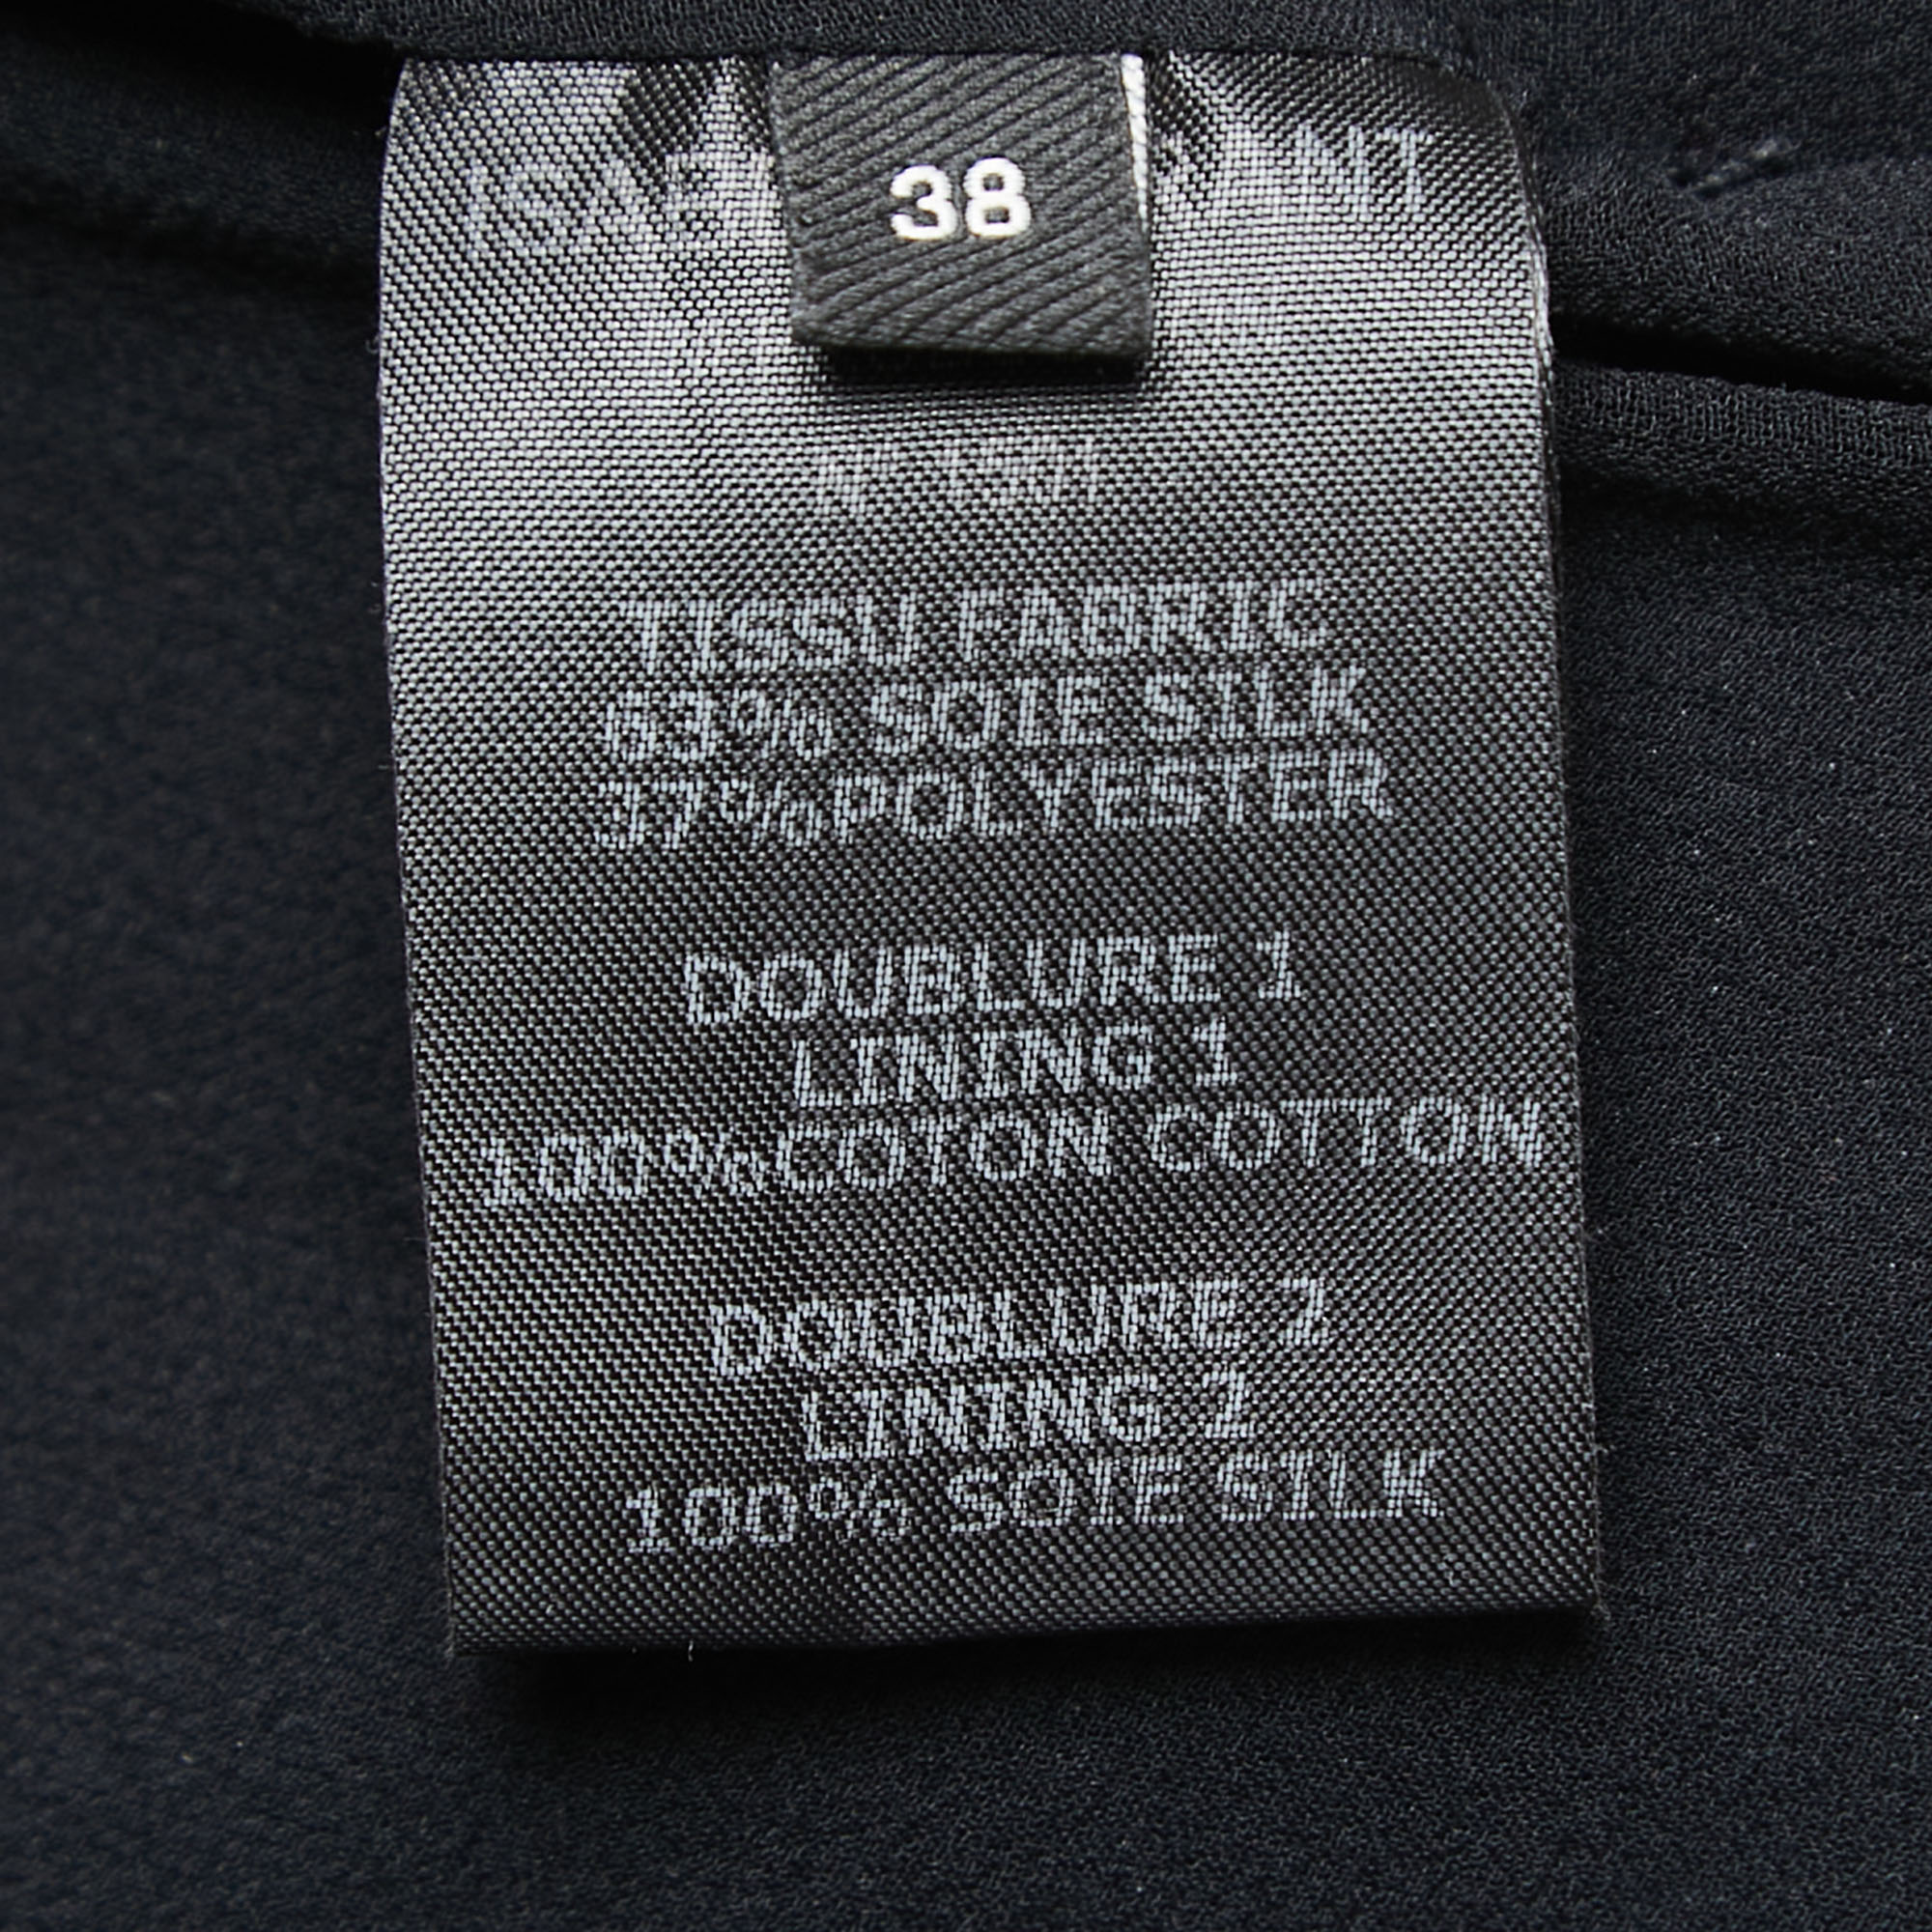 38
TISSU FABRIC
63% SOIE SILK
37%POLYESTER
DOUBLURE 1
LINING 1
100%COTON COTTON
DOUBLURE 2
LINING 2
100% SOIE SILK